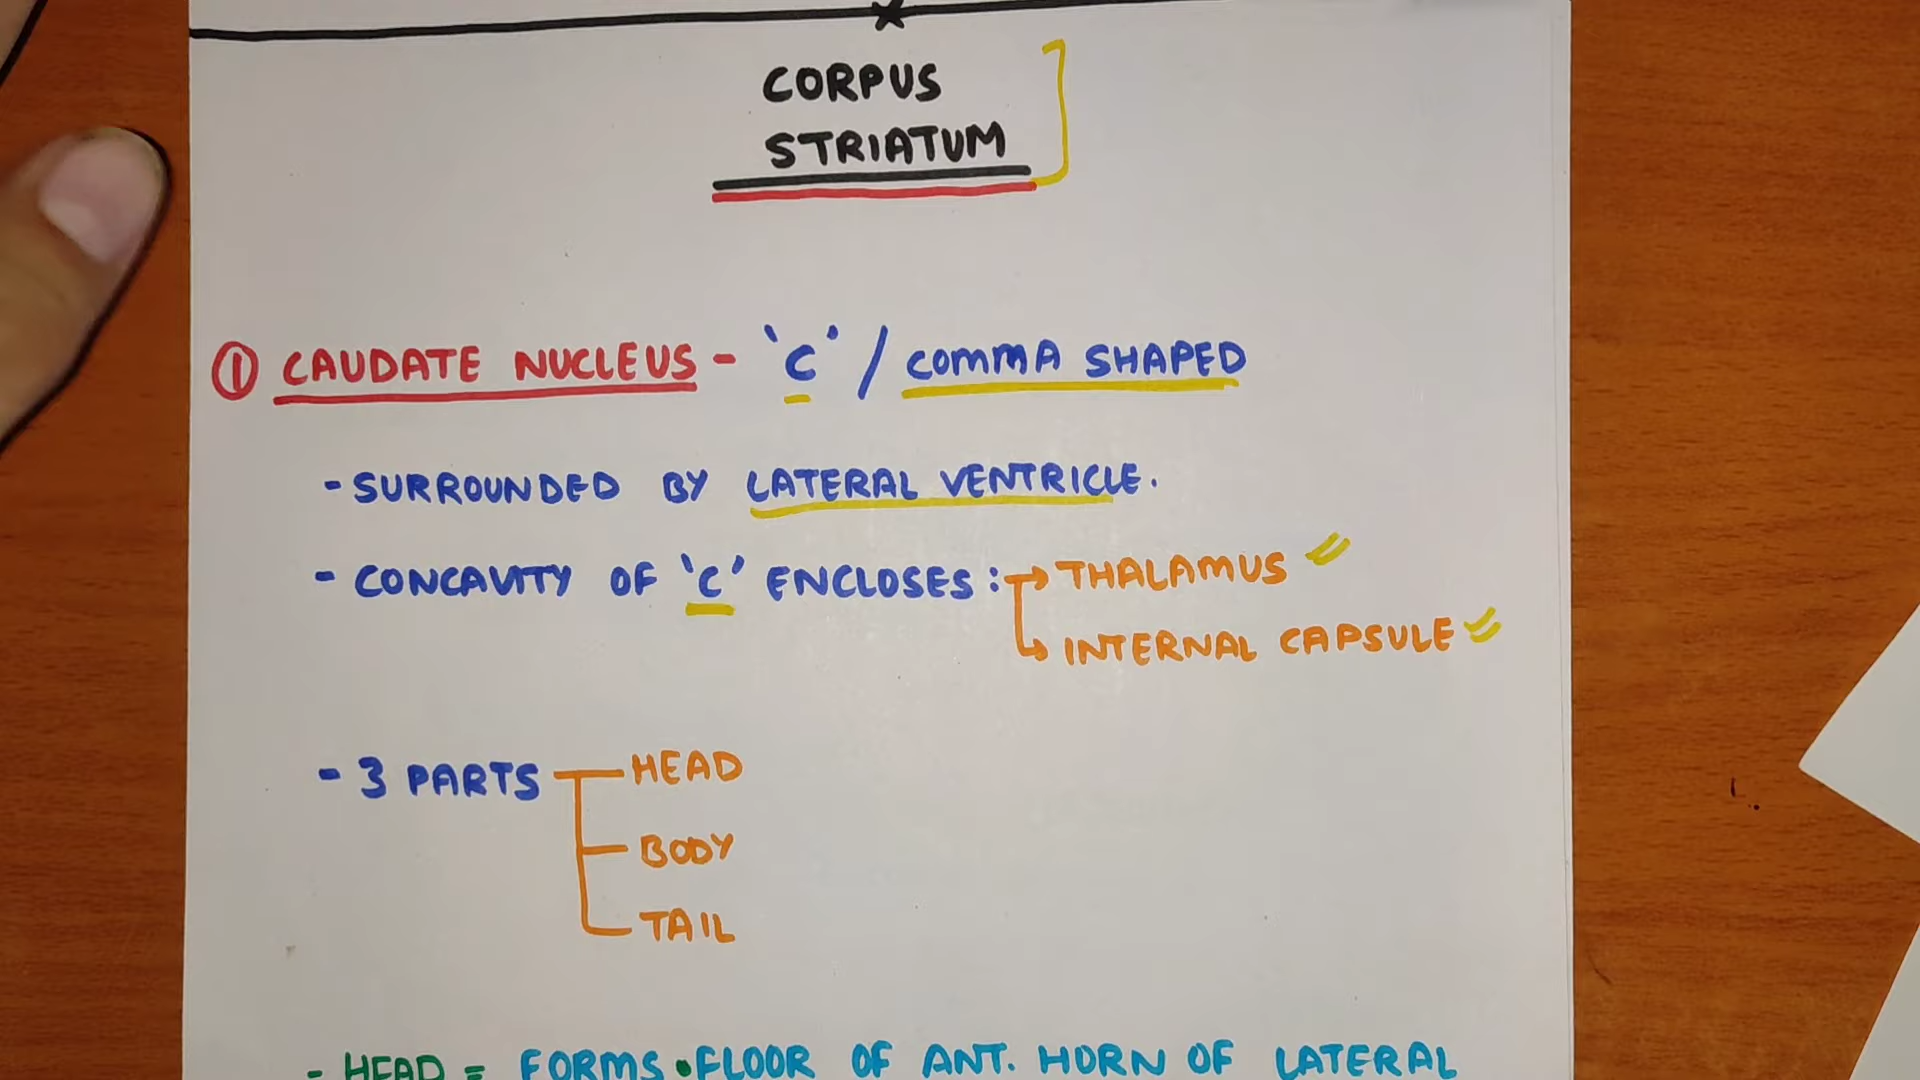 CORPUS
STRIATUM
① CAUDATE NUCLEUS - 'C' / COMMA SHAPED
- SURROUNDED BY LATERAL VENTRICLE.
- CONCAVITY OF 'C' ENCLOSES : → THALAMUS
→ INTERNAL CAPSULE
- 3 PARTS HEAD
BODY
TAIL
- HEAD = FORMS • FLOOR OF ANT. HORN OF LATERAL